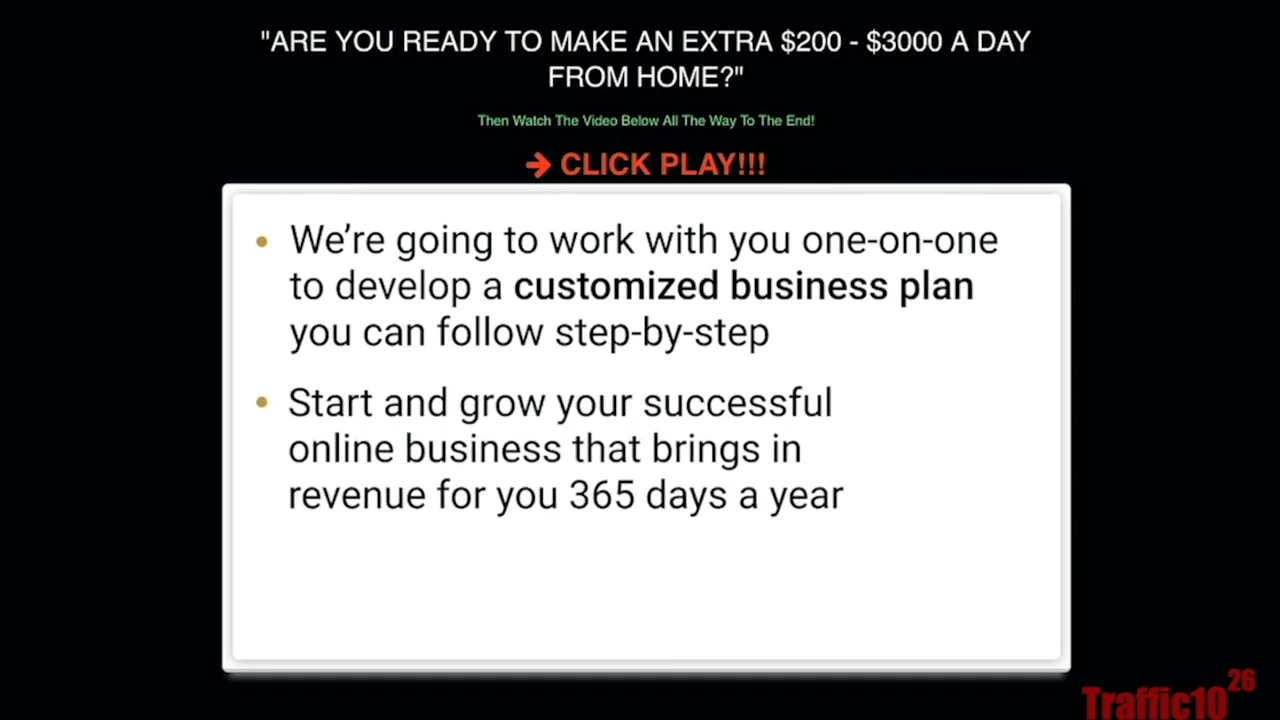 "ARE YOU READY TO MAKE AN EXTRA $200 - $3000 A DAY
FROM HOME?"
Then Watch The Video Below All The Way To The End!
➔ CLICK PLAY!!!
• We’re going to work with you one-on-one
to develop a customized business plan
you can follow step-by-step
• Start and grow your successful
online business that brings in
revenue for you 365 days a year
Traffic10 26